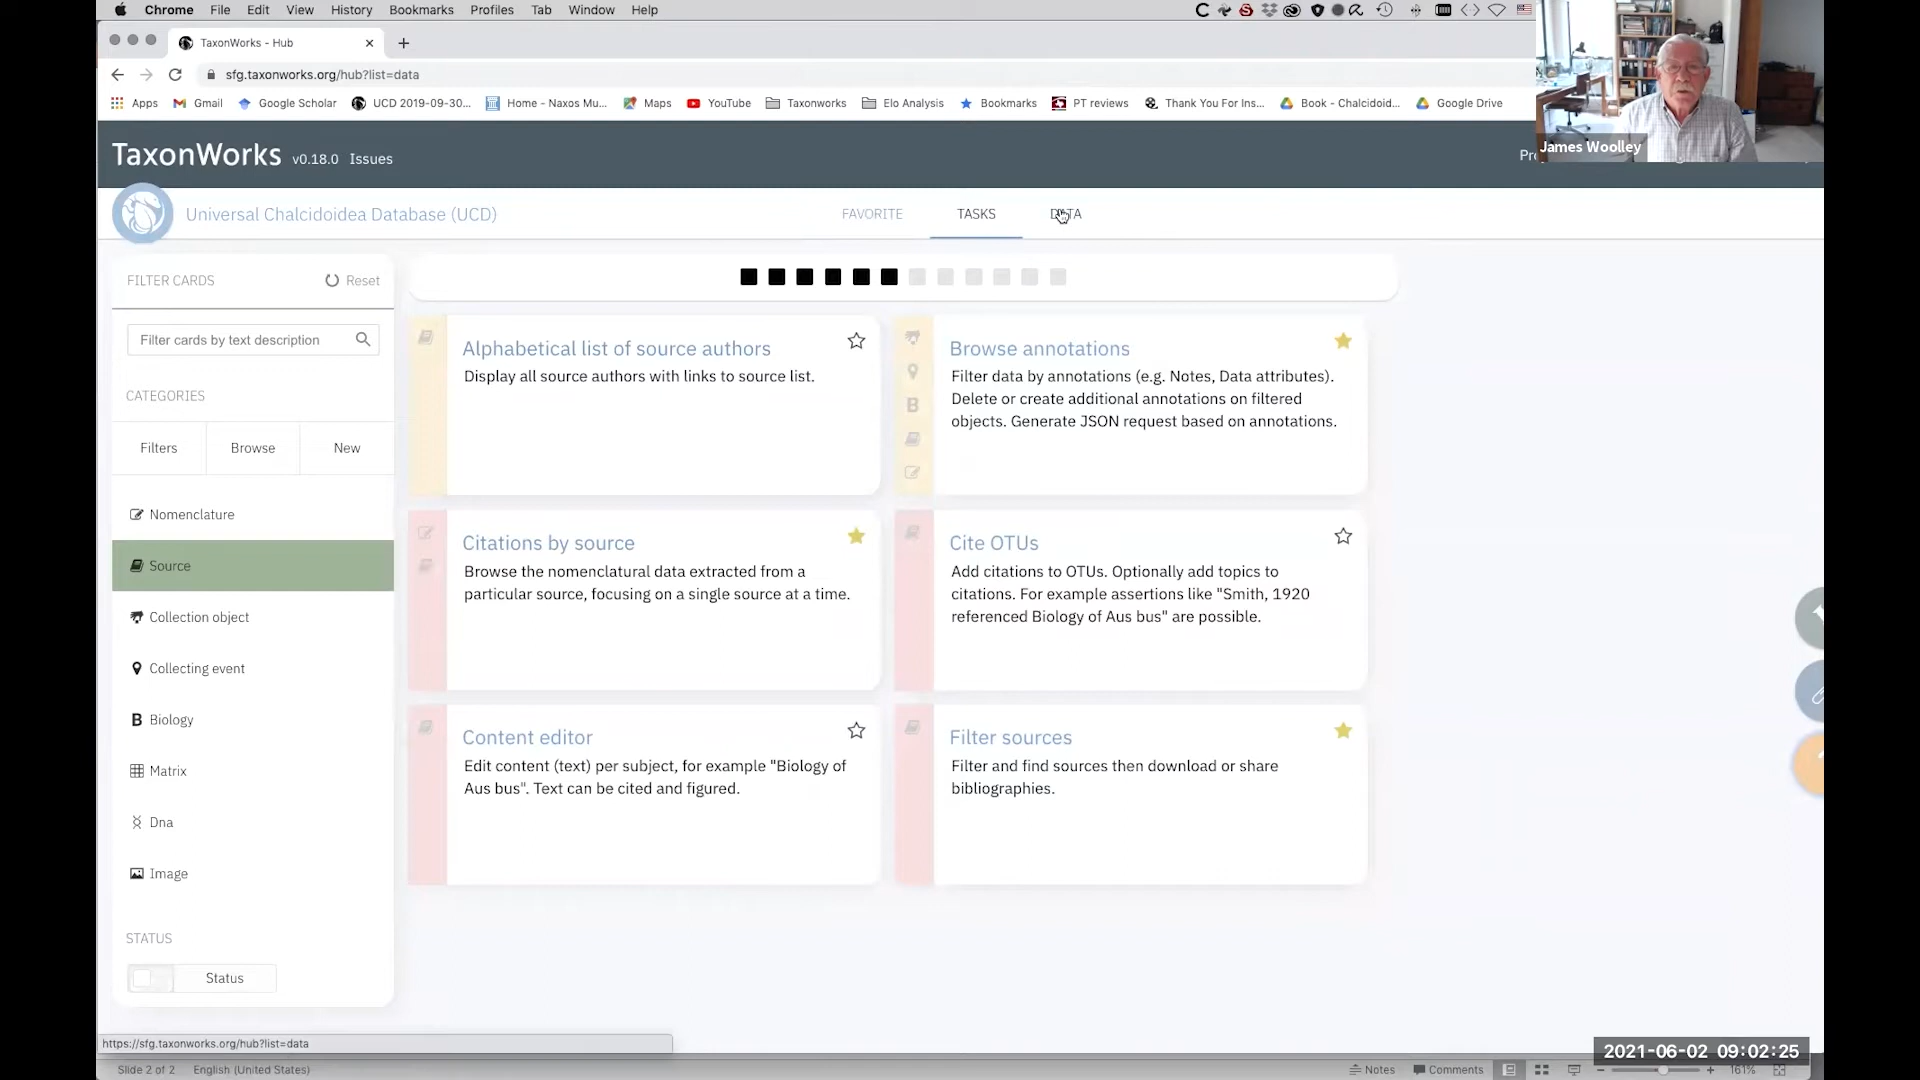 Chrome File Edit View History Bookmarks Profiles Tab Window Help
TaxonWorks - Hub
sfg.taxonworks.org/hub?list=data
Apps Gmail Google Scholar UCD 2019-09-30... Home - Naxos Mu... Maps YouTube Taxonworks Elo Analysis Bookmarks PT reviews Thank You For Ins... Book - Chalcidoid... Google Drive
James Woolley
TaxonWorks v0.18.0 Issues
Universal Chalcidoidea Database (UCD) FAVORITE TASKS DATA
FILTER CARDS Reset
Filter cards by text description
CATEGORIES
Filters Browse New
Nomenclature
Source
Collection object
Collecting event
B Biology
Matrix
Dna
Image
STATUS
Status
Alphabetical list of source authors
Display all source authors with links to source list.
Browse annotations
Filter data by annotations (e.g. Notes, Data attributes).
Delete or create additional annotations on filtered
objects. Generate JSON request based on annotations.
B
Citations by source
Browse the nomenclatural data extracted from a
particular source, focusing on a single source at a time.
Cite OTUs
Add citations to OTUs. Optionally add topics to
citations. For example assertions like "Smith, 1920
referenced Biology of Aus bus" are possible.
Content editor
Edit content (text) per subject, for example "Biology of
Aus bus". Text can be cited and figured.
Filter sources
Filter and find sources then download or share
bibliographies.
https://sfg.taxonworks.org/hub?list=data
2021-06-02 09:02:25
Slide 2 of 2 English (United States) Notes Comments 161%